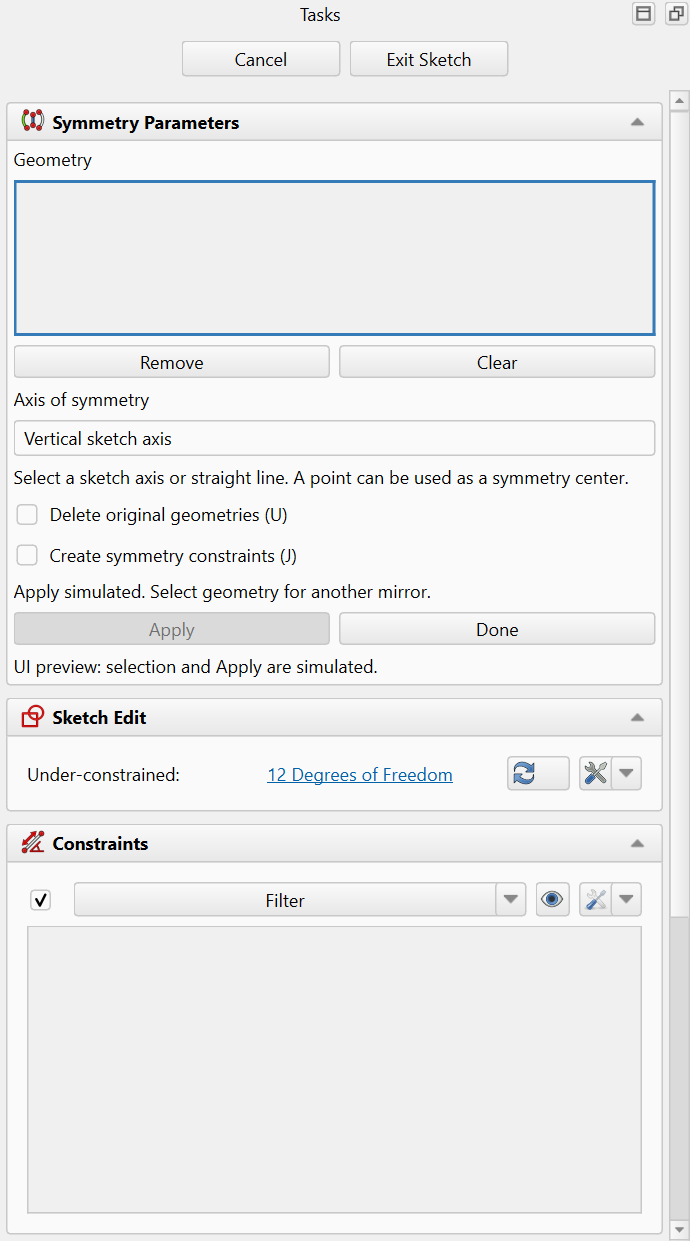 Tasks
Cancel
Exit Sketch
Symmetry Parameters
Geometry
Remove
Clear
Axis of symmetry
Vertical sketch axis
Select a sketch axis or straight line. A point can be used as a symmetry center.
Delete original geometries (U)
Create symmetry constraints (J)
Apply simulated. Select geometry for another mirror.
Apply
Done
UI preview: selection and Apply are simulated.
Sketch Edit
Under-constrained:
12 Degrees of Freedom
Constraints
Filter